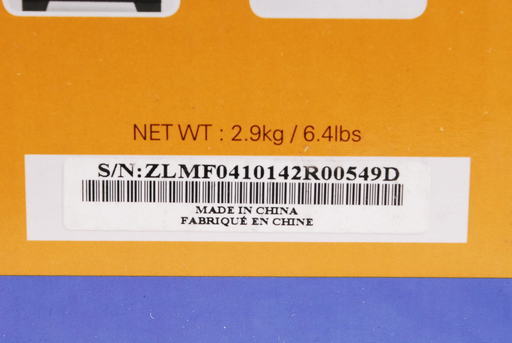 NET WT : 2.9kg / 6.4lbs
S/N:ZLMF0410142R00549D
MADE IN CHINA
FABRIQUÉ EN CHINE